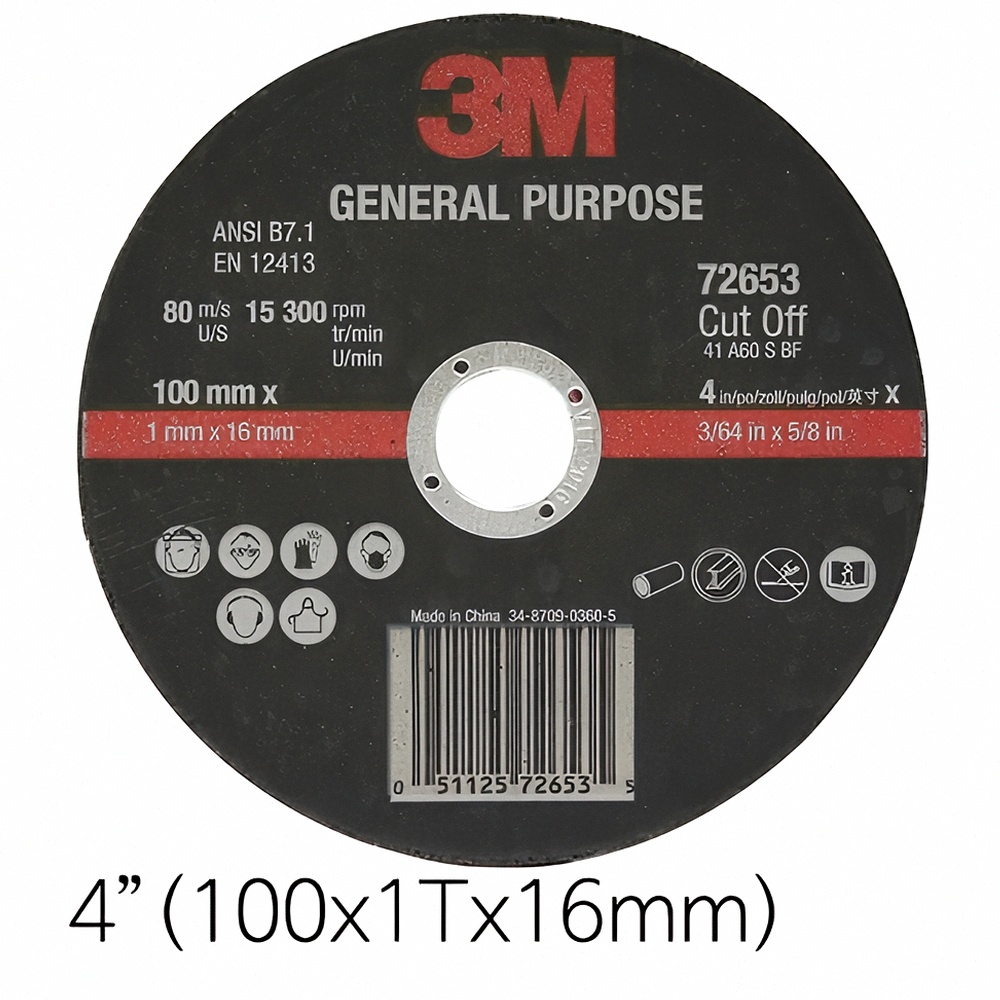 3M
GENERAL PURPOSE
ANSI B7.1
EN 12413
80 m/s 15 300 rpm
U/S tr/min
U/min
72653
Cut Off
41 A60 S BF
100 mm x
1 mm x 16 mm
4 in/po/zoll/pulg/pol/英寸 x
3/64 in x 5/8 in
2016
Made in China 34-8709-0360-5
0 51125 72653 5
4” (100x1Tx16mm)